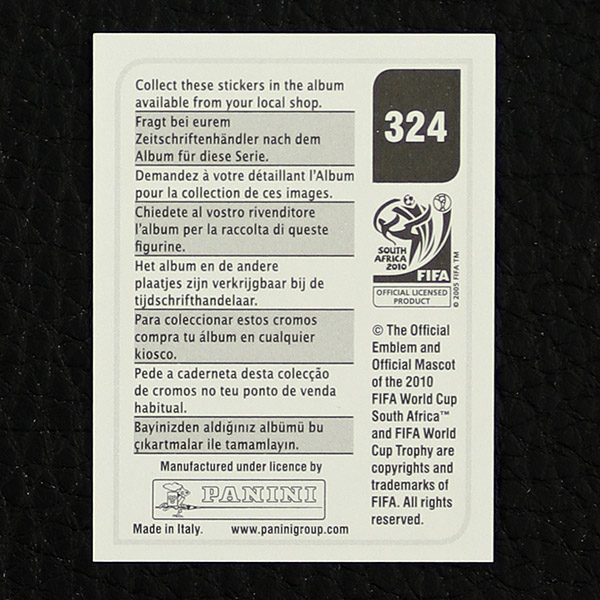 Collect these stickers in the album
available from your local shop.
Fragt bei eurem
Zeitschriftenhändler nach dem
Album für diese Serie.
Demandez à votre détaillant l'Album
pour la collection de ces images.
Chiedete al vostro rivenditore
l'album per la raccolta di queste
figurine.
Het album en de andere
plaatjes zijn verkrijgbaar bij de
tijdschrifthandelaar.
Para coleccionar estos cromos
compra tu álbum en cualquier
kiosco.
Pede a caderneta desta colecção
de cromos no teu ponto de venda
habitual.
Bayinizden aldığınız albümü bu
çıkartmalar ile tamamlayın.
Manufactured under licence by
PANINI
Made in Italy. www.paninigroup.com
324
SOUTH
AFRICA
2010
FIFA
OFFICIAL LICENSED
PRODUCT
© 2005 FIFA TM
© The Official
Emblem and
Official Mascot
of the 2010
FIFA World Cup
South Africa™
and FIFA World
Cup Trophy are
copyrights and
trademarks of
FIFA. All rights
reserved.